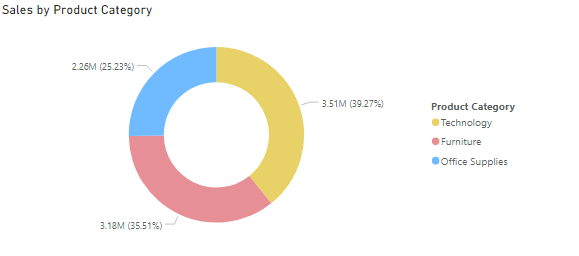 Sales by Product Category
2.26M (25.23%)
3.51M (39.27%)
3.18M (35.51%)
Product Category
Technology
Furniture
Office Supplies